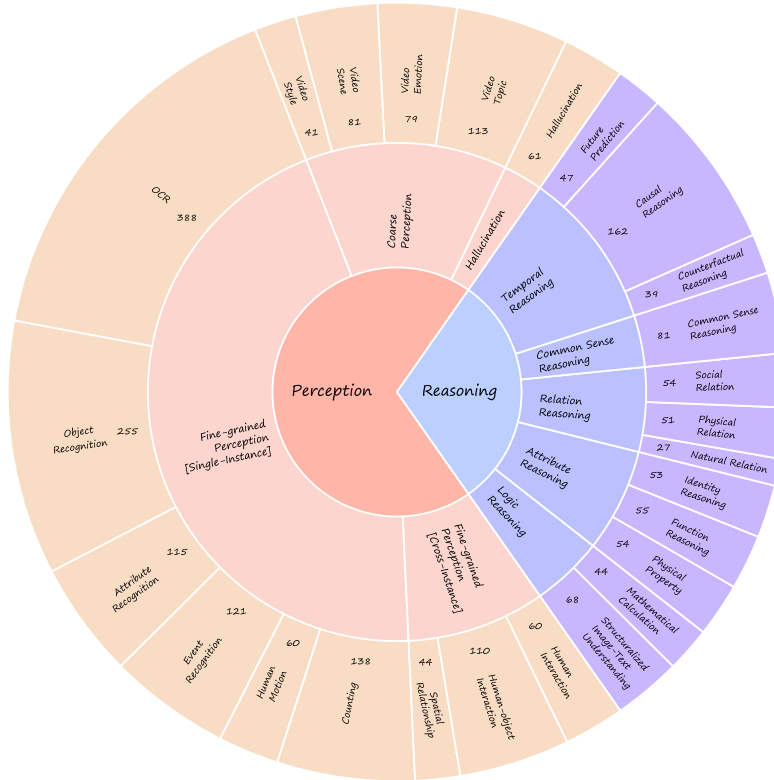 Perception
Reasoning
Coarse
Perception
Hallucination
Temporal
Reasoning
Common Sense
Reasoning
Relation
Reasoning
Attribute
Reasoning
Logic
Reasoning
Fine-grained
Perception
[Cross-Instance]
Fine-grained
Perception
[Single-Instance]
OCR
388
Video
Style
41
Video
Scene
81
Video
Emotion
79
Video
Topic
113
Hallucination
61
Future
Prediction
47
Causal
Reasoning
162
Counterfactual
Reasoning
39
Common Sense
Reasoning
81
Social
Relation
54
Physical
Relation
51
Natural Relation
27
Identity
Reasoning
53
Function
Reasoning
55
Physical
Property
54
Mathematical
Calculation
44
Structuralized
Image-Text
Understanding
68
Human
Interaction
60
Human-object
Interaction
110
Spatial
Relationship
44
Counting
138
Human
Motion
60
Event
Recognition
121
Attribute
Recognition
115
Object
Recognition
255